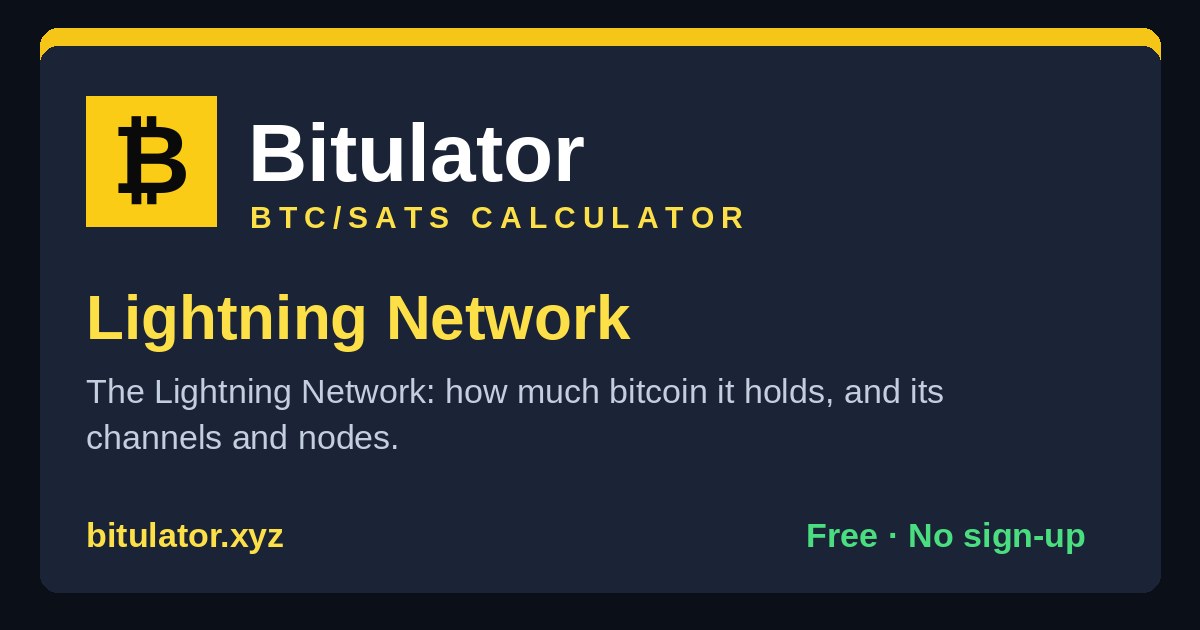 ₿
Bitulator
BTC/SATS CALCULATOR
Lightning Network
The Lightning Network: how much bitcoin it holds, and its
channels and nodes.
bitulator.xyz
Free · No sign-up